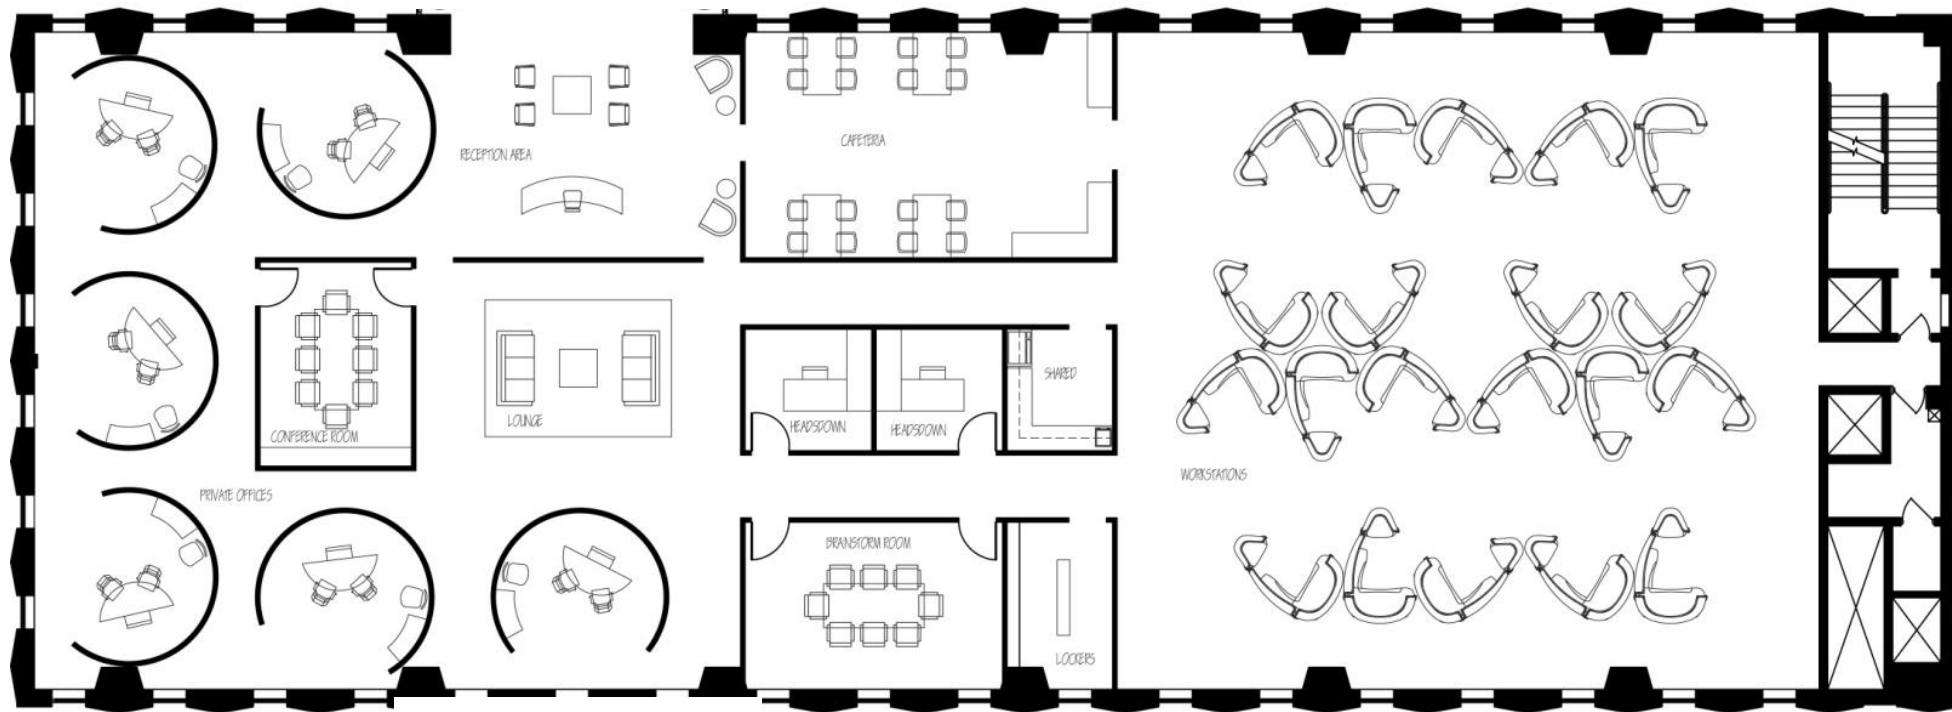 RECEPTION AREA
CAFETERIA
SHARED
LOUNGE
HEADSDOWN
HEADSDOWN
CONFERENCE ROOM
WORKSTATIONS
PRIVATE OFFICES
BRAINSTORM ROOM
LOCKERS